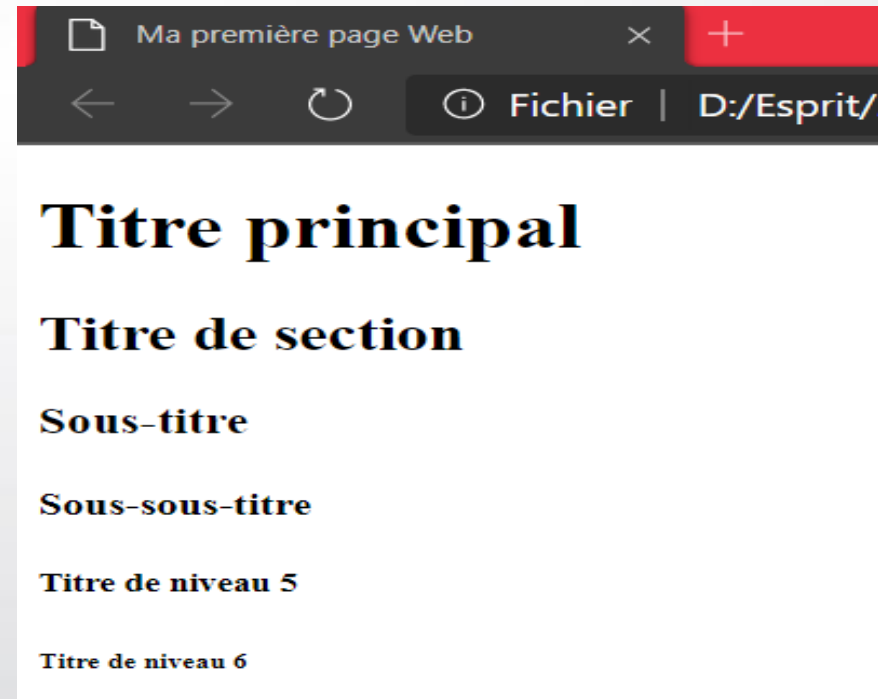 Ma première page Web
Fichier | D:/Esprit/
Titre principal
Titre de section
Sous-titre
Sous-sous-titre
Titre de niveau 5
Titre de niveau 6